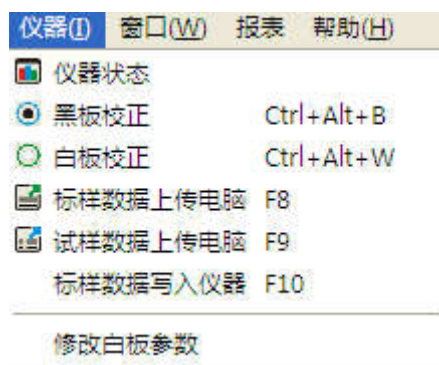 仪器(I) 窗口(W) 报表 帮助(H)
仪器状态
黑板校正 Ctrl+Alt+B
白板校正 Ctrl+Alt+W
标样数据上传电脑 F8
试样数据上传电脑 F9
标样数据写入仪器 F10
修改白板参数